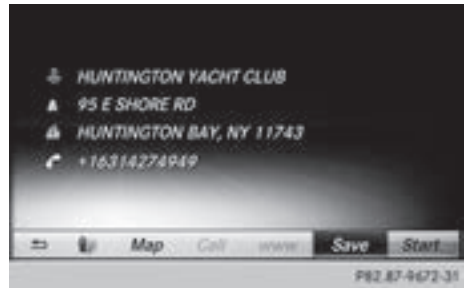 HUNTINGTON YACHT CLUB
95 E SHORE RD
HUNTINGTON BAY, NY 11743
+16314274949
Map Call www Save Start
P82.87-9672-31